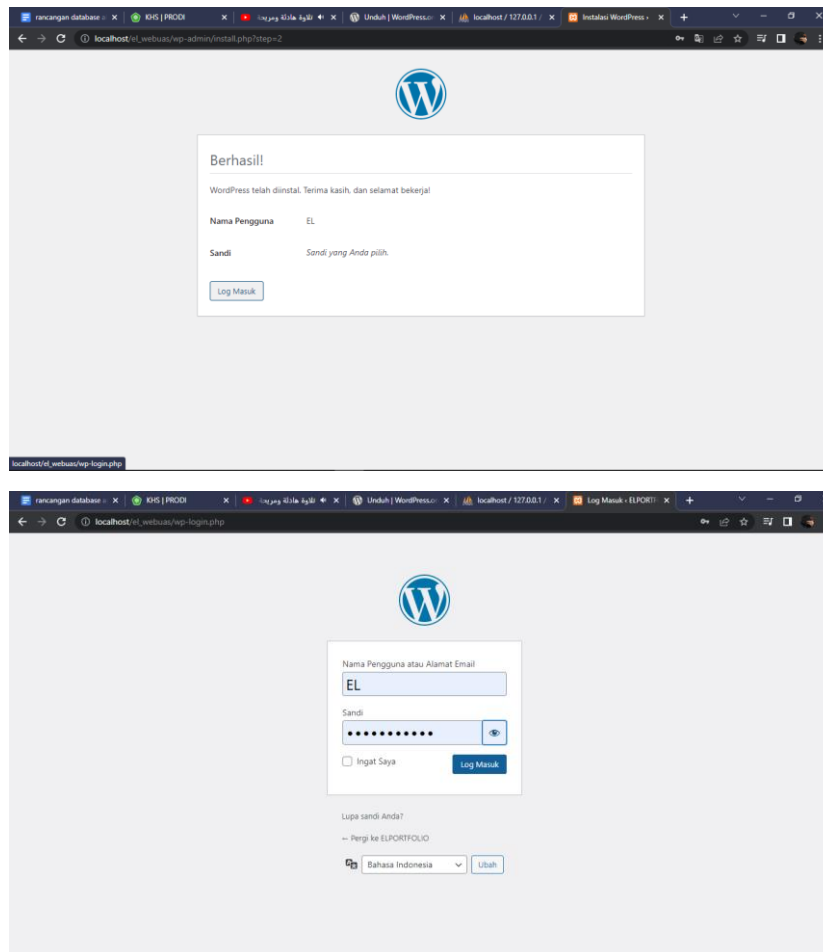 rancangan database
KHS | PRODI
تلاوة هادئة ومريحة
Unduh | WordPress.or
localhost / 127.0.0.1 /
Instalasi WordPress ›
localhost/el_webuas/wp-admin/install.php?step=2
Berhasil!
WordPress telah diinstal. Terima kasih, dan selamat bekerja!
Nama Pengguna EL
Sandi Sandi yang Anda pilih.
Log Masuk
localhost/el_webuas/wp-login.php
rancangan database
KHS | PRODI
تلاوة هادئة ومريحة
Unduh | WordPress.or
localhost / 127.0.0.1 /
Log Masuk ‹ ELPORTF
localhost/el_webuas/wp-login.php
Nama Pengguna atau Alamat Email
EL
Sandi
•••••••••••
Ingat Saya
Log Masuk
Lupa sandi Anda?
← Pergi ke ELPORTFOLIO
Bahasa Indonesia
Ubah